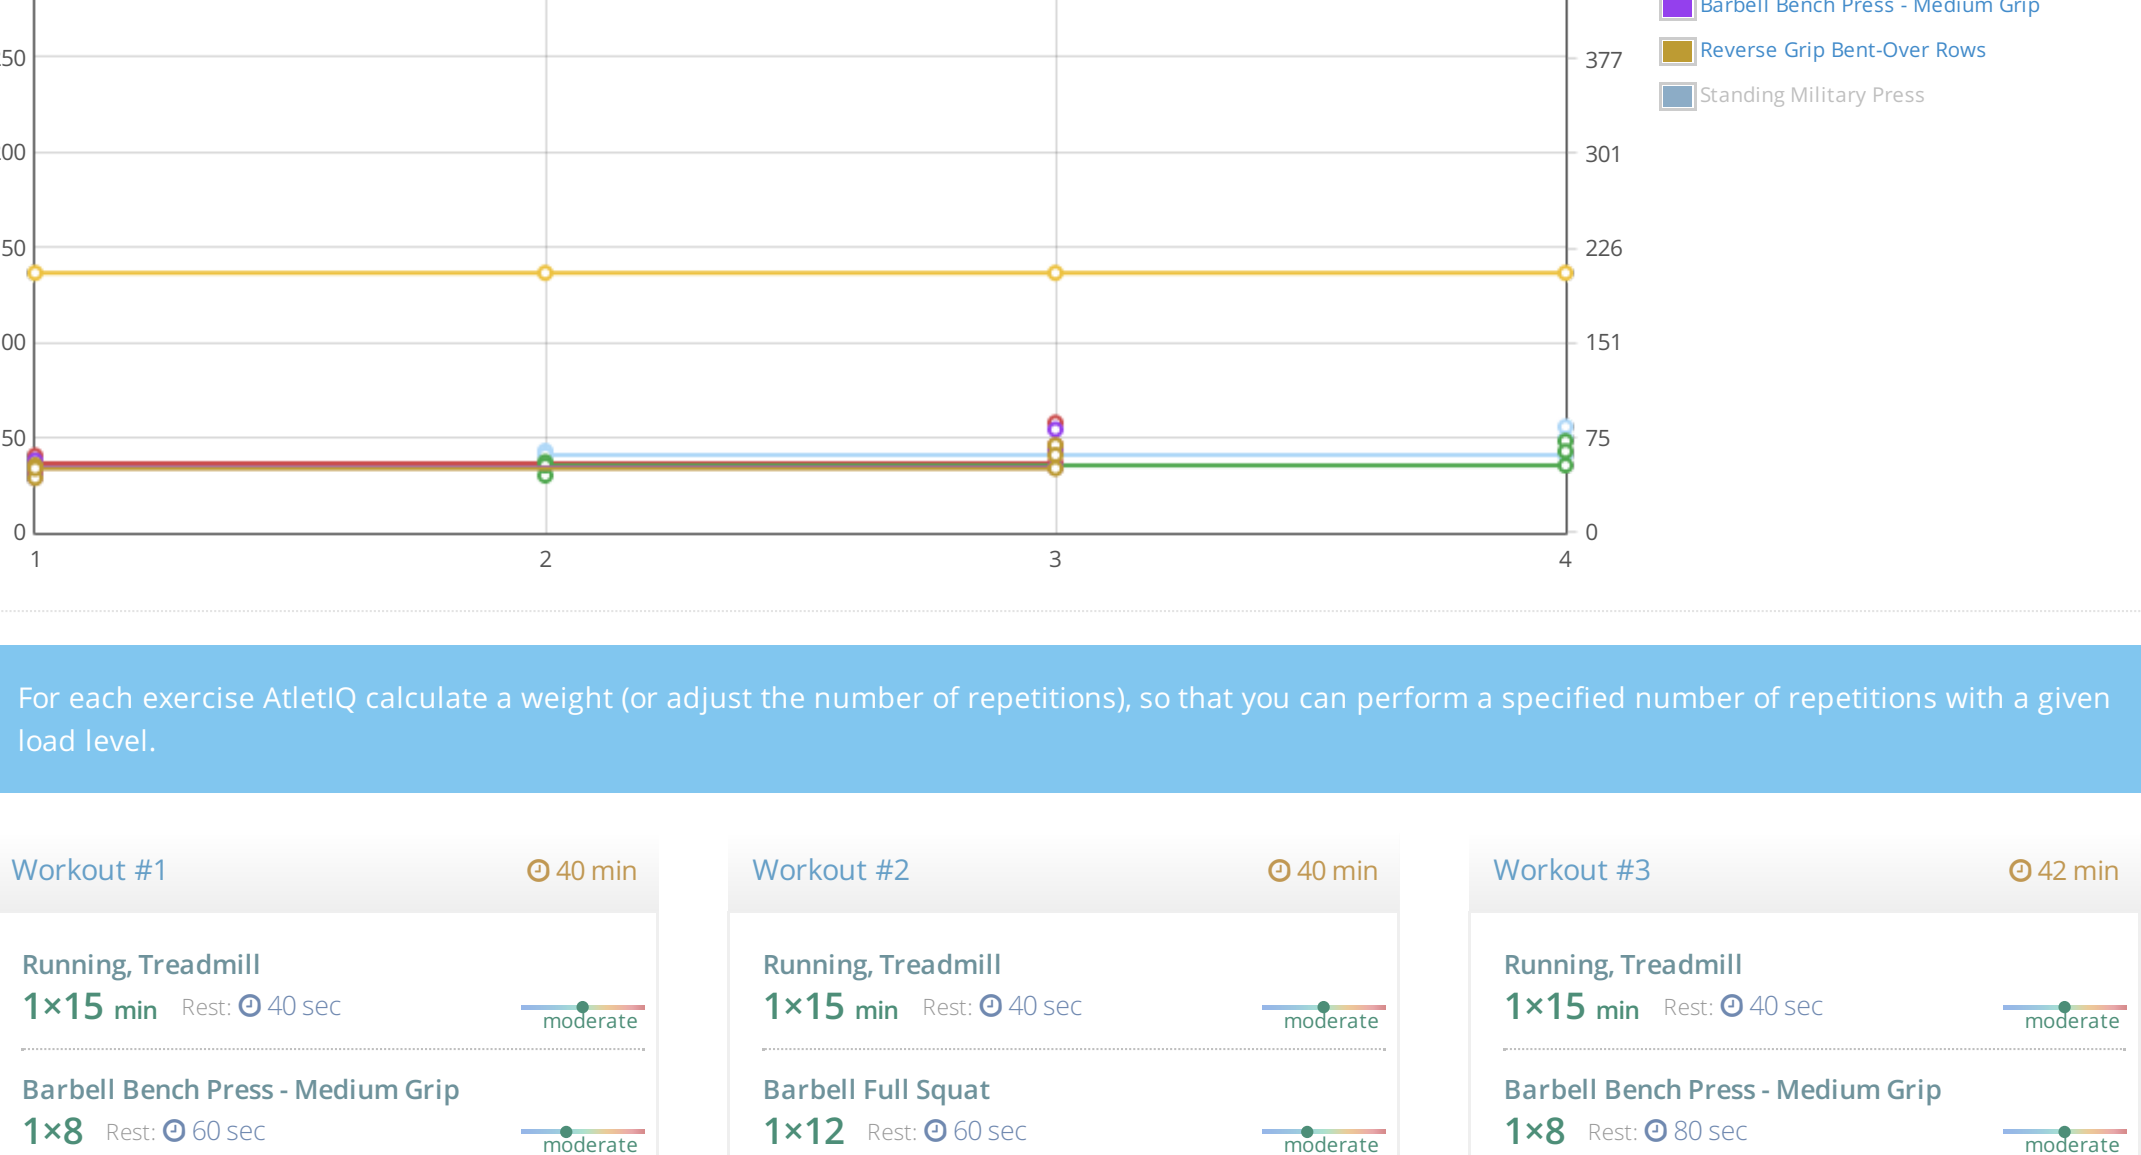 Barbell Bench Press - Medium Grip
Reverse Grip Bent-Over Rows
Standing Military Press
50
377
00
301
50
226
00
151
50
75
0
0
1 2 3 4
For each exercise AtletIQ calculate a weight (or adjust the number of repetitions), so that you can perform a specified number of repetitions with a given
load level.
Workout #1 40 min
Running, Treadmill
1×15 min Rest: 40 sec
moderate
Barbell Bench Press - Medium Grip
1×8 Rest: 60 sec
moderate
Workout #2 40 min
Running, Treadmill
1×15 min Rest: 40 sec
moderate
Barbell Full Squat
1×12 Rest: 60 sec
moderate
Workout #3 42 min
Running, Treadmill
1×15 min Rest: 40 sec
moderate
Barbell Bench Press - Medium Grip
1×8 Rest: 80 sec
moderate